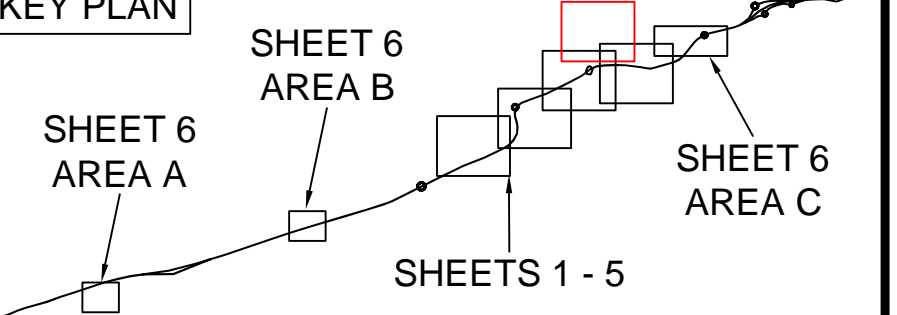 KEY PLAN
SHEET 6
AREA B
SHEET 6
AREA A
SHEET 6
AREA C
SHEETS 1 - 5